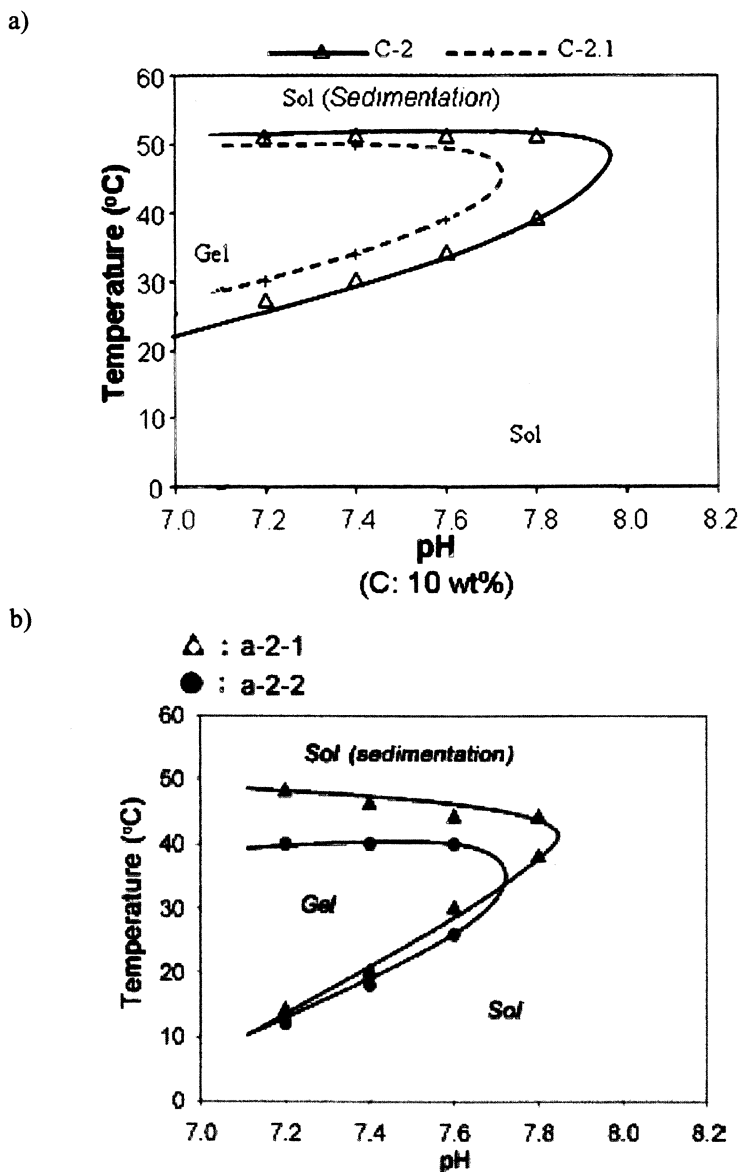 a)
C-2 C-2.1
60
Sol (Sedimentation)
50
40
30
20
10
0
Gel
Sol
Temperature (°C)
7.0 7.2 7.4 7.6 7.8 8.0 8.2
pH
(C: 10 wt%)
b)
: a-2-1
: a-2-2
60
Sol (sedimentation)
50
40
30
20
10
0
Gel
Sol
Temperature (°C)
7.0 7.2 7.4 7.6 7.8 8.0 8.2
pH